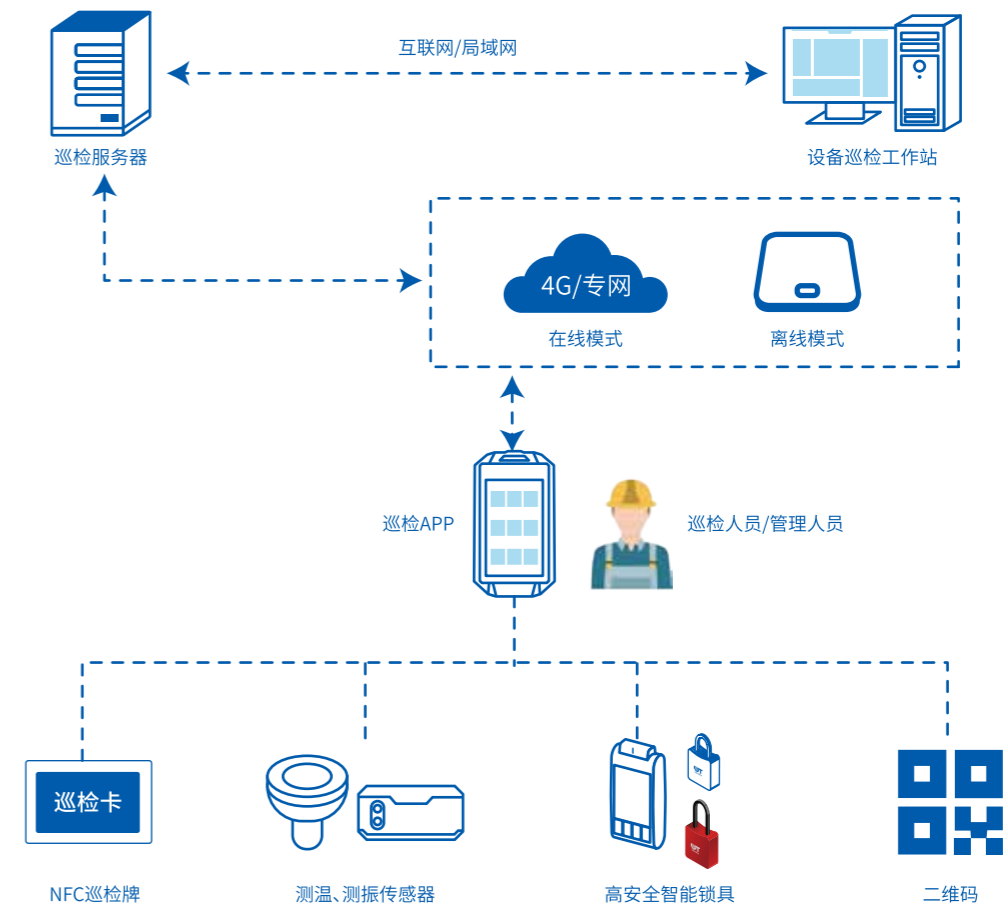 互联网/局域网
巡检服务器
设备巡检工作站
4G/专网
在线模式
离线模式
巡检APP
巡检人员/管理人员
巡检卡
NFC巡检牌
测温、测振传感器
高安全智能锁具
二维码